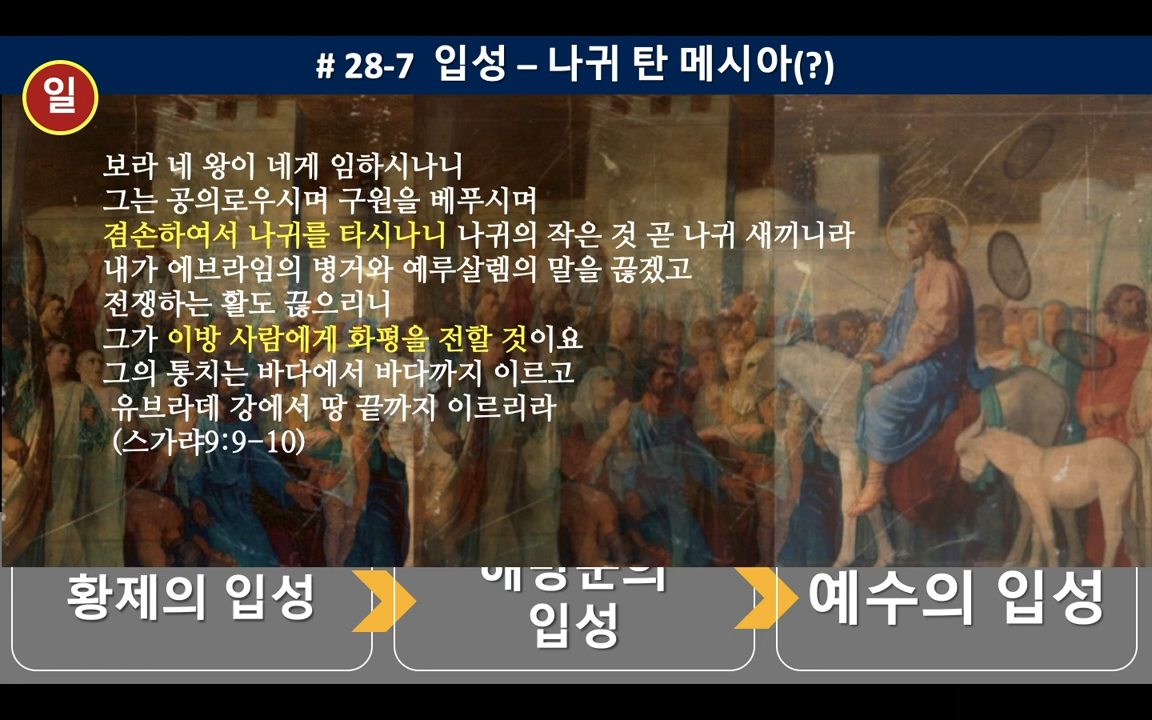 # 28-7 입성 – 나귀 탄 메시아(?)
일
보라 네 왕이 네게 임하시나니
그는 공의로우시며 구원을 베푸시며
겸손하여서 나귀를 타시나니 나귀의 작은 것 곧 나귀 새끼니라
내가 에브라임의 병거와 예루살렘의 말을 끊겠고
전쟁하는 활도 끊으리니
그가 이방 사람에게 화평을 전할 것이요
그의 통치는 바다에서 바다까지 이르고
유브라데 강에서 땅 끝까지 이르리라
(스가랴9:9-10)
황제의 입성
입성
예수의 입성